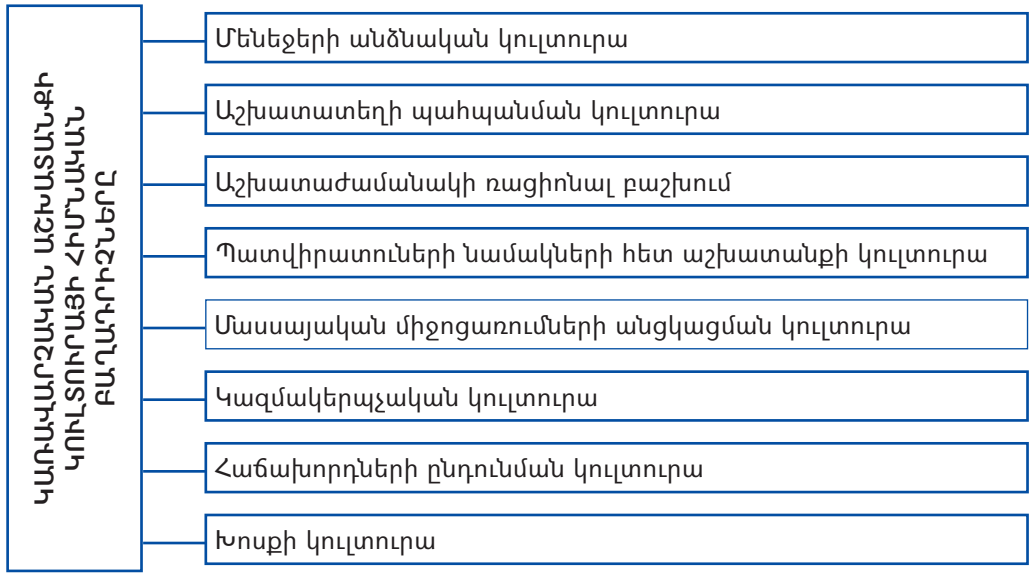 ԿԱՌԱՎԱՐՉԱԿԱՆ ԱՇԽԱՏԱՆՔԻ
ԿՈՒԼՏՈՒՐԱՅԻ ՀԻՄՆԱԿԱՆ
ԲԱՂԱԴՐԻՉՆԵՐԸ
Մենեջերի անձնական կուլտուրա
Աշխատատեղի պահպանման կուլտուրա
Աշխատաժամանակի ռացիոնալ բաշխում
Պատվիրատուների նամակների հետ աշխատանքի կուլտուրա
Մասսայական միջոցառումների անցկացման կուլտուրա
Կազմակերպչական կուլտուրա
Հաճախորդների ընդունման կուլտուրա
Խոսքի կուլտուրա